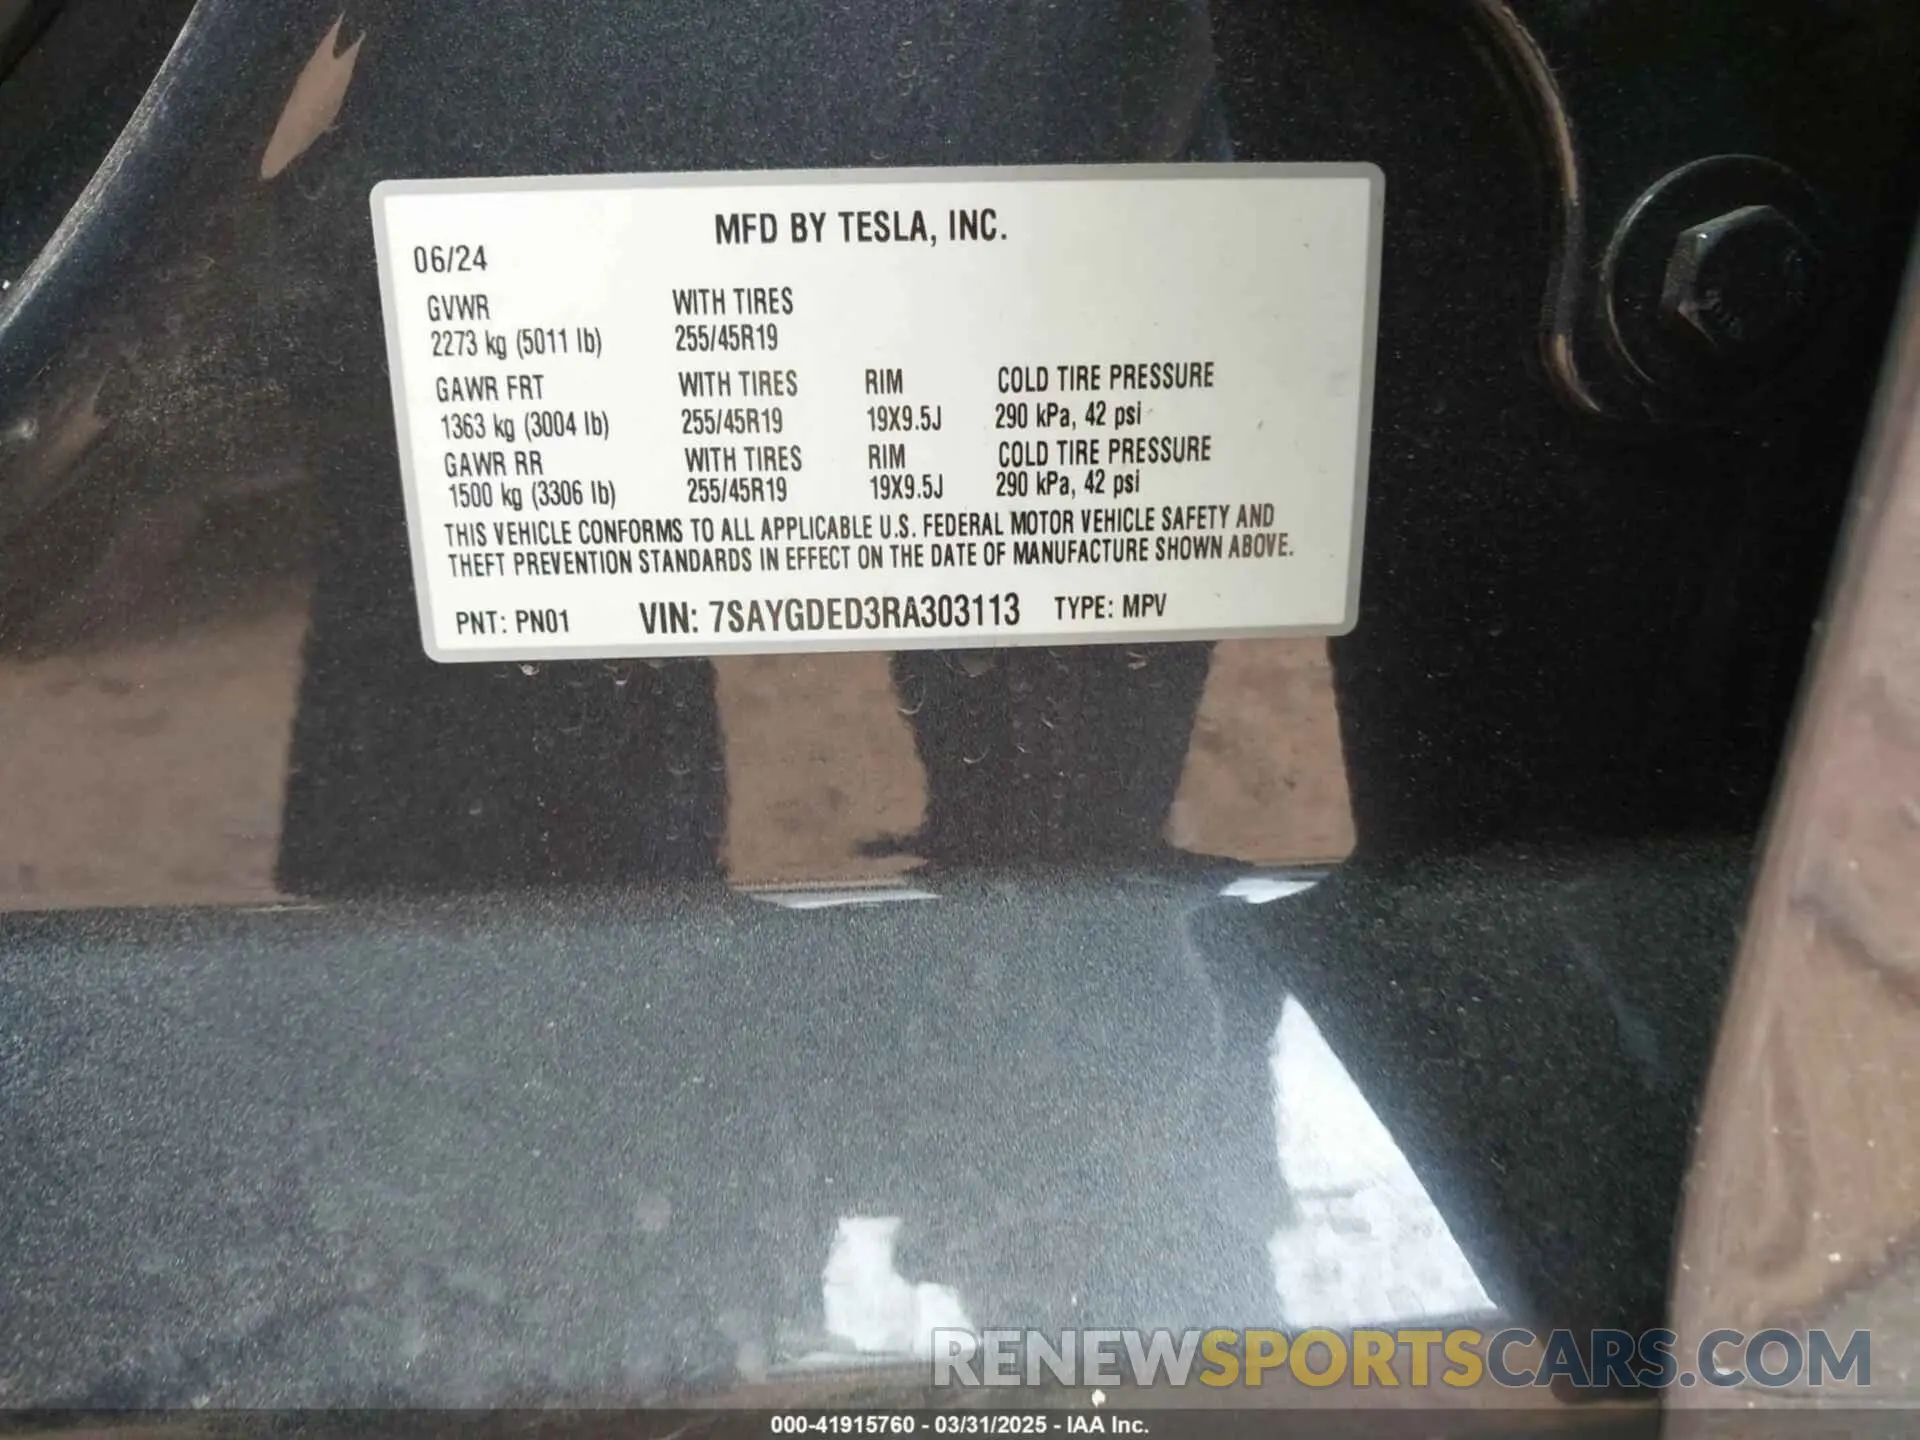 MFD BY TESLA, INC.
06/24
GVWR WITH TIRES
2273 kg (5011 lb) 255/45R19
GAWR FRT WITH TIRES RIM COLD TIRE PRESSURE
1363 kg (3004 lb) 255/45R19 19X9.5J 290 kPa, 42 psi
GAWR RR WITH TIRES RIM COLD TIRE PRESSURE
1500 kg (3306 lb) 255/45R19 19X9.5J 290 kPa, 42 psi
THIS VEHICLE CONFORMS TO ALL APPLICABLE U.S. FEDERAL MOTOR VEHICLE SAFETY AND
THEFT PREVENTION STANDARDS IN EFFECT ON THE DATE OF MANUFACTURE SHOWN ABOVE.
PNT: PN01 VIN: 7SAYGDED3RA303113 TYPE: MPV
RENEWSPORTSCARS.COM
000-41915760 - 03/31/2025 - IAA Inc.